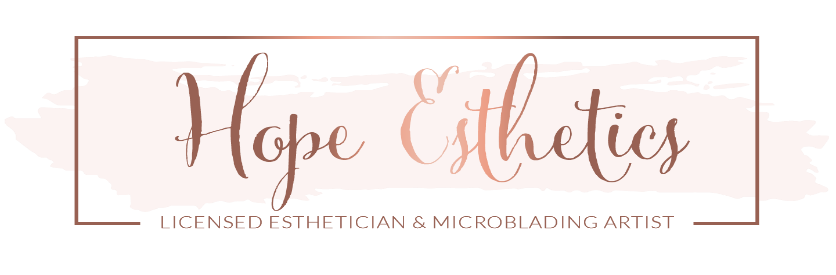 Hope Esthetics
LICENSED ESTHETICIAN & MICROBLADING ARTIST